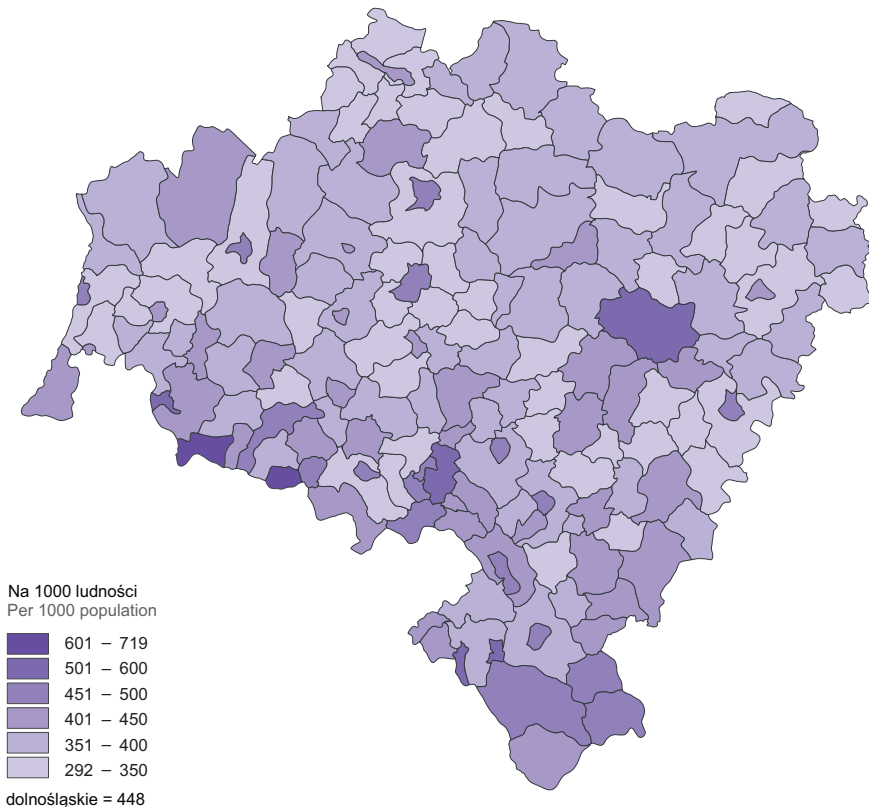 Na 1000 ludności
Per 1000 population
601 – 719
501 – 600
451 – 500
401 – 450
351 – 400
292 – 350
dolnośląskie = 448